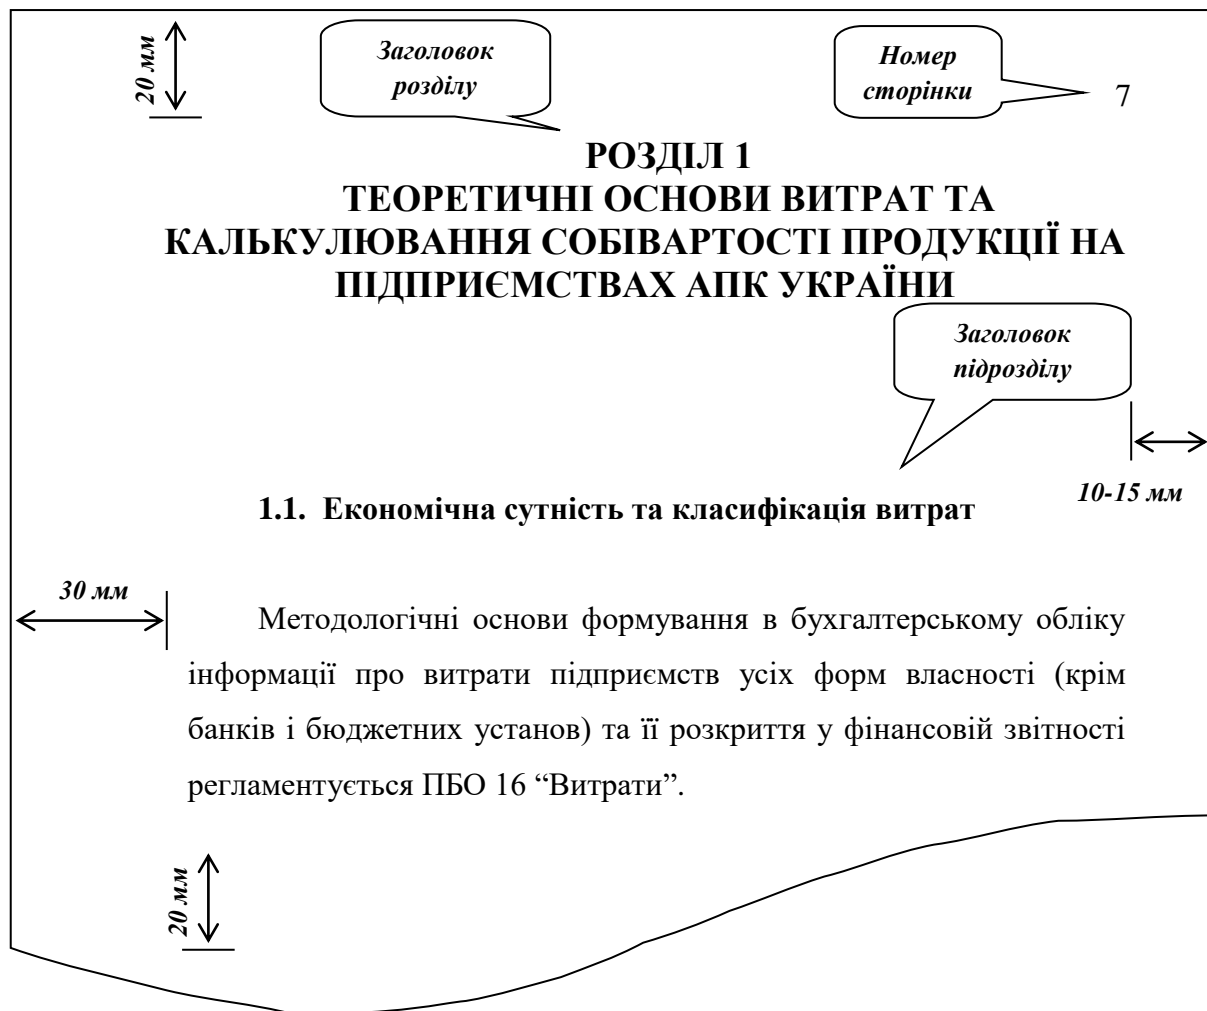 20 мм
Заголовок
розділу
Номер
сторінки
7
РОЗДІЛ 1
ТЕОРЕТИЧНІ ОСНОВИ ВИТРАТ ТА
КАЛЬКУЛЮВАННЯ СОБІВАРТОСТІ ПРОДУКЦІЇ НА
ПІДПРИЄМСТВАХ АПК УКРАЇНИ
Заголовок
підрозділу
10-15 мм
1.1. Економічна сутність та класифікація витрат
30 мм
Методологічні основи формування в бухгалтерському обліку
інформації про витрати підприємств усіх форм власності (крім
банків і бюджетних установ) та її розкриття у фінансовій звітності
регламентується ПБО 16 “Витрати”.
20 мм